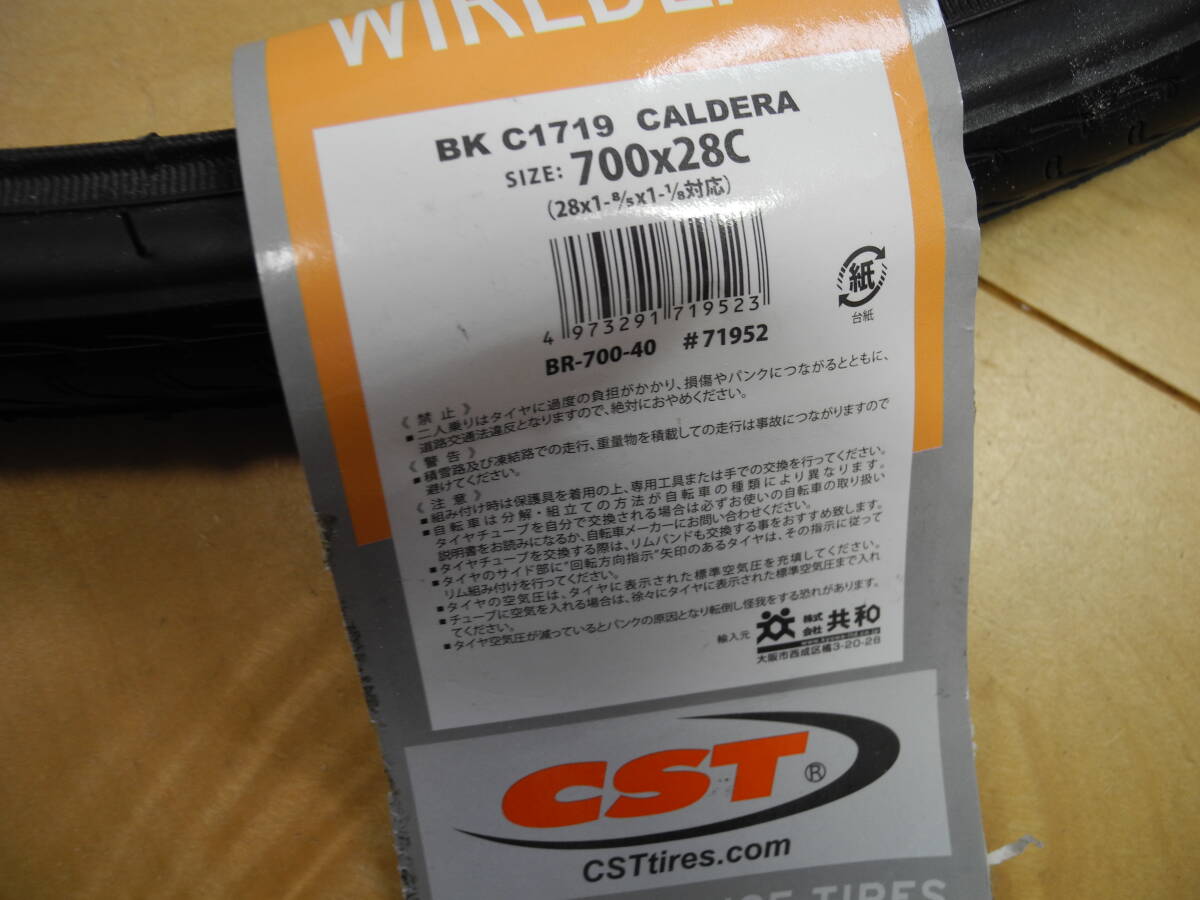 WIREBEA
BK C1719 CALDERA
SIZE: 700x28C
(28x1-⁸/₅x1-⅛対応)
4 973291 719523
BR-700-40 #71952
紙
台紙
《 禁 止 》
■ 二人乗りはタイヤに過度の負担がかかり、損傷やパンクにつながるとともに、
道路交通法違反となりますので、絶対におやめください。
《 警 告 》
■ 積雪路及び凍結路での走行、重量物を積載しての走行は事故につながりますので
避けてください。
《 注 意 》
■ 組み付け時は保護具を着用の上、専用工具または手での交換を行ってください。
■ 自転車は分解・組立ての方法が自転車の種類により異なります。
タイヤチューブを自分で交換される場合は必ずお使いの自転車の取り扱い
説明書をお読みになるか、自転車メーカーにお問い合わせください。
■ タイヤチューブを交換する際は、リムバンドも交換する事をおすすめ致します。
■ タイヤのサイド部に"回転方向指示"矢印のあるタイヤは、その指示に従って
リム組み付けを行ってください。
■ タイヤの空気圧は、タイヤに表示された標準空気圧を充填してください。
■ チューブに空気を入れる場合は、徐々にタイヤに表示された標準空気圧まで入れ
てください。
■ タイヤ空気圧が減っているとパンクの原因となり転倒し怪我をする恐れがあります。
輸入元 株式会社 共和
www.kyowa-ltd.co.jp
大阪市西成区橘3-20-28
CST®
CSTtires.com
TIRES